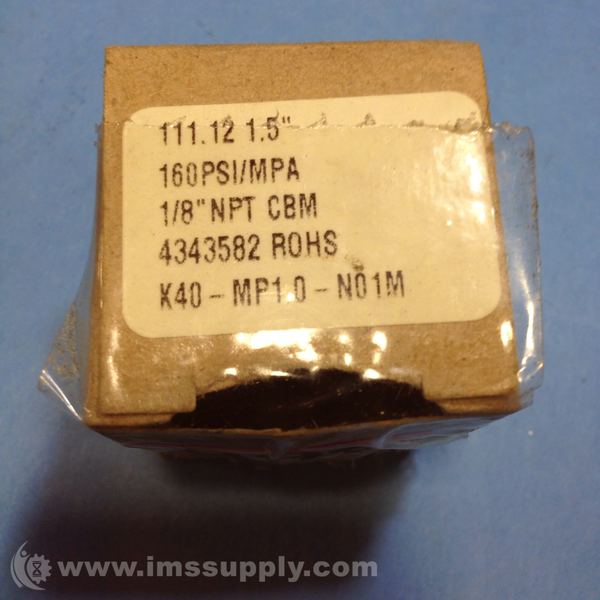 111.12 1.5"
160PSI/MPA
1/8"NPT CBM
4343582 ROHS
K40-MP1.0-N01M
www.imssupply.com